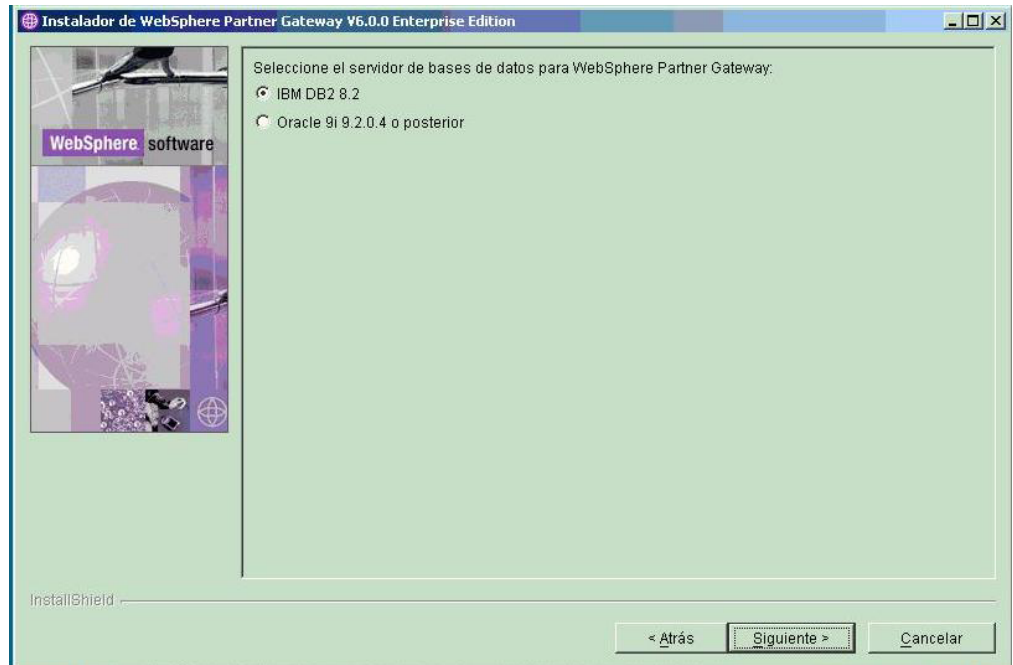 Instalador de WebSphere Partner Gateway V6.0.0 Enterprise Edition
WebSphere software
Seleccione el servidor de bases de datos para WebSphere Partner Gateway:
IBM DB2 8.2
Oracle 9i 9.2.0.4 o posterior
InstallShield
< Atrás
Siguiente >
Cancelar